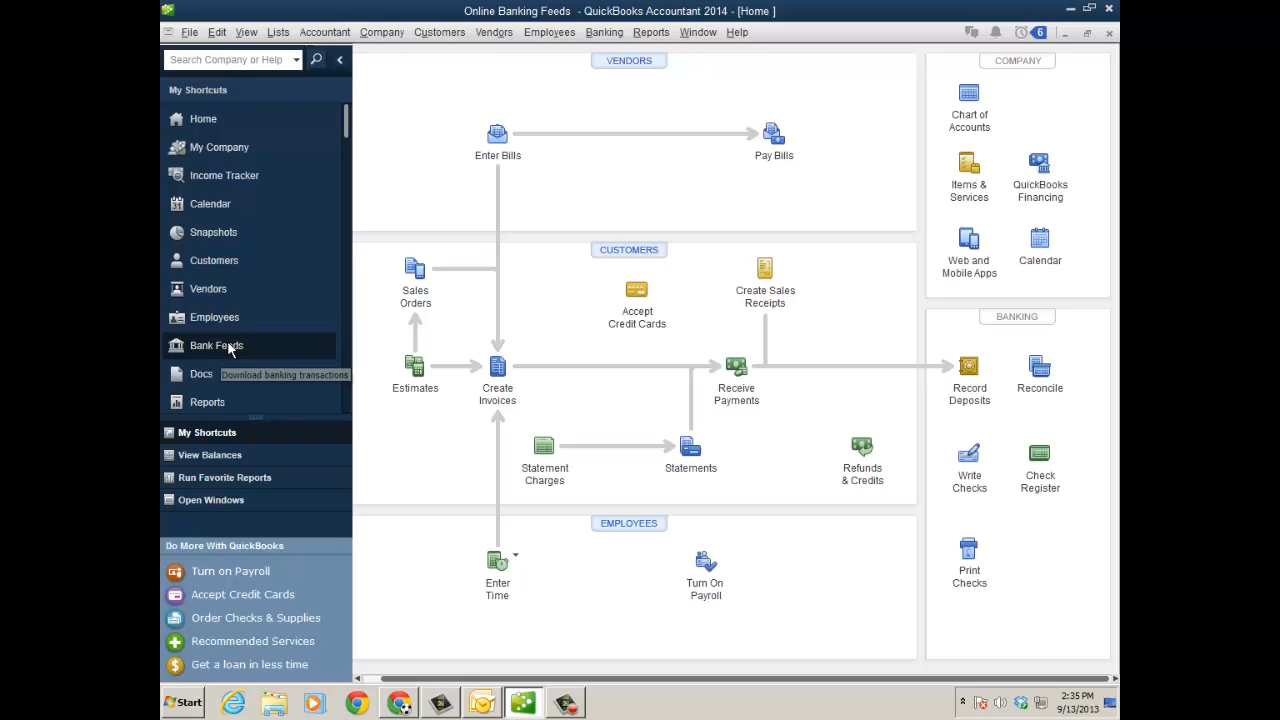 Online Banking Feeds - QuickBooks Accountant 2014 - [Home ]
File Edit View Lists Accountant Company Customers Vendors Employees Banking Reports Window Help
6
Search Company or Help
My Shortcuts
Home
My Company
Income Tracker
Calendar
Snapshots
Customers
Vendors
Employees
Bank Feeds
Docs
Download banking transactions
Reports
My Shortcuts
View Balances
Run Favorite Reports
Open Windows
Do More With QuickBooks
Turn on Payroll
Accept Credit Cards
Order Checks & Supplies
Recommended Services
Get a loan in less time
VENDORS
Enter Bills
Pay Bills
CUSTOMERS
Sales
Orders
Accept
Credit Cards
Create Sales
Receipts
Estimates
Create
Invoices
Receive
Payments
Statement
Charges
Statements
Refunds
& Credits
EMPLOYEES
Enter
Time
Turn On
Payroll
COMPANY
Chart of
Accounts
Items &
Services
QuickBooks
Financing
Web and
Mobile Apps
Calendar
BANKING
Record
Deposits
Reconcile
Write
Checks
Check
Register
Print
Checks
Start
2:35 PM
9/13/2013